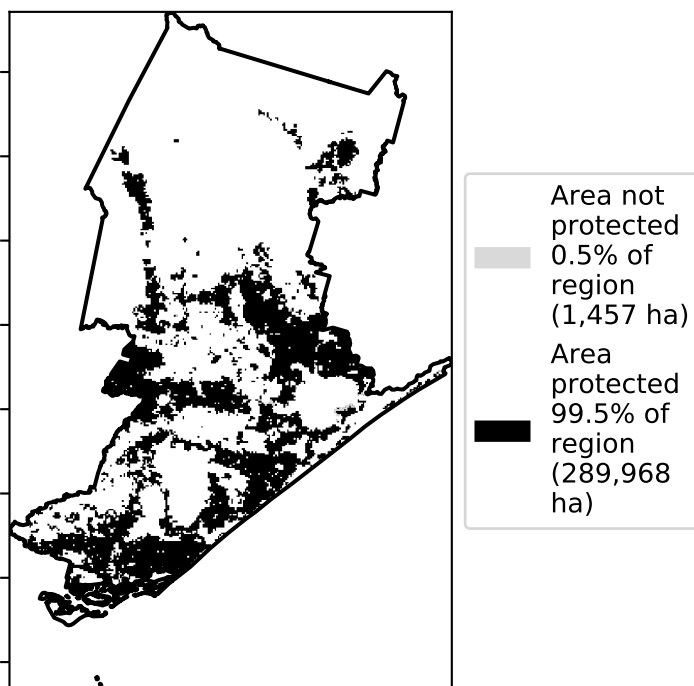 Area not
protected
0.5% of
region
(1,457 ha)
Area
protected
99.5% of
region
(289,968
ha)